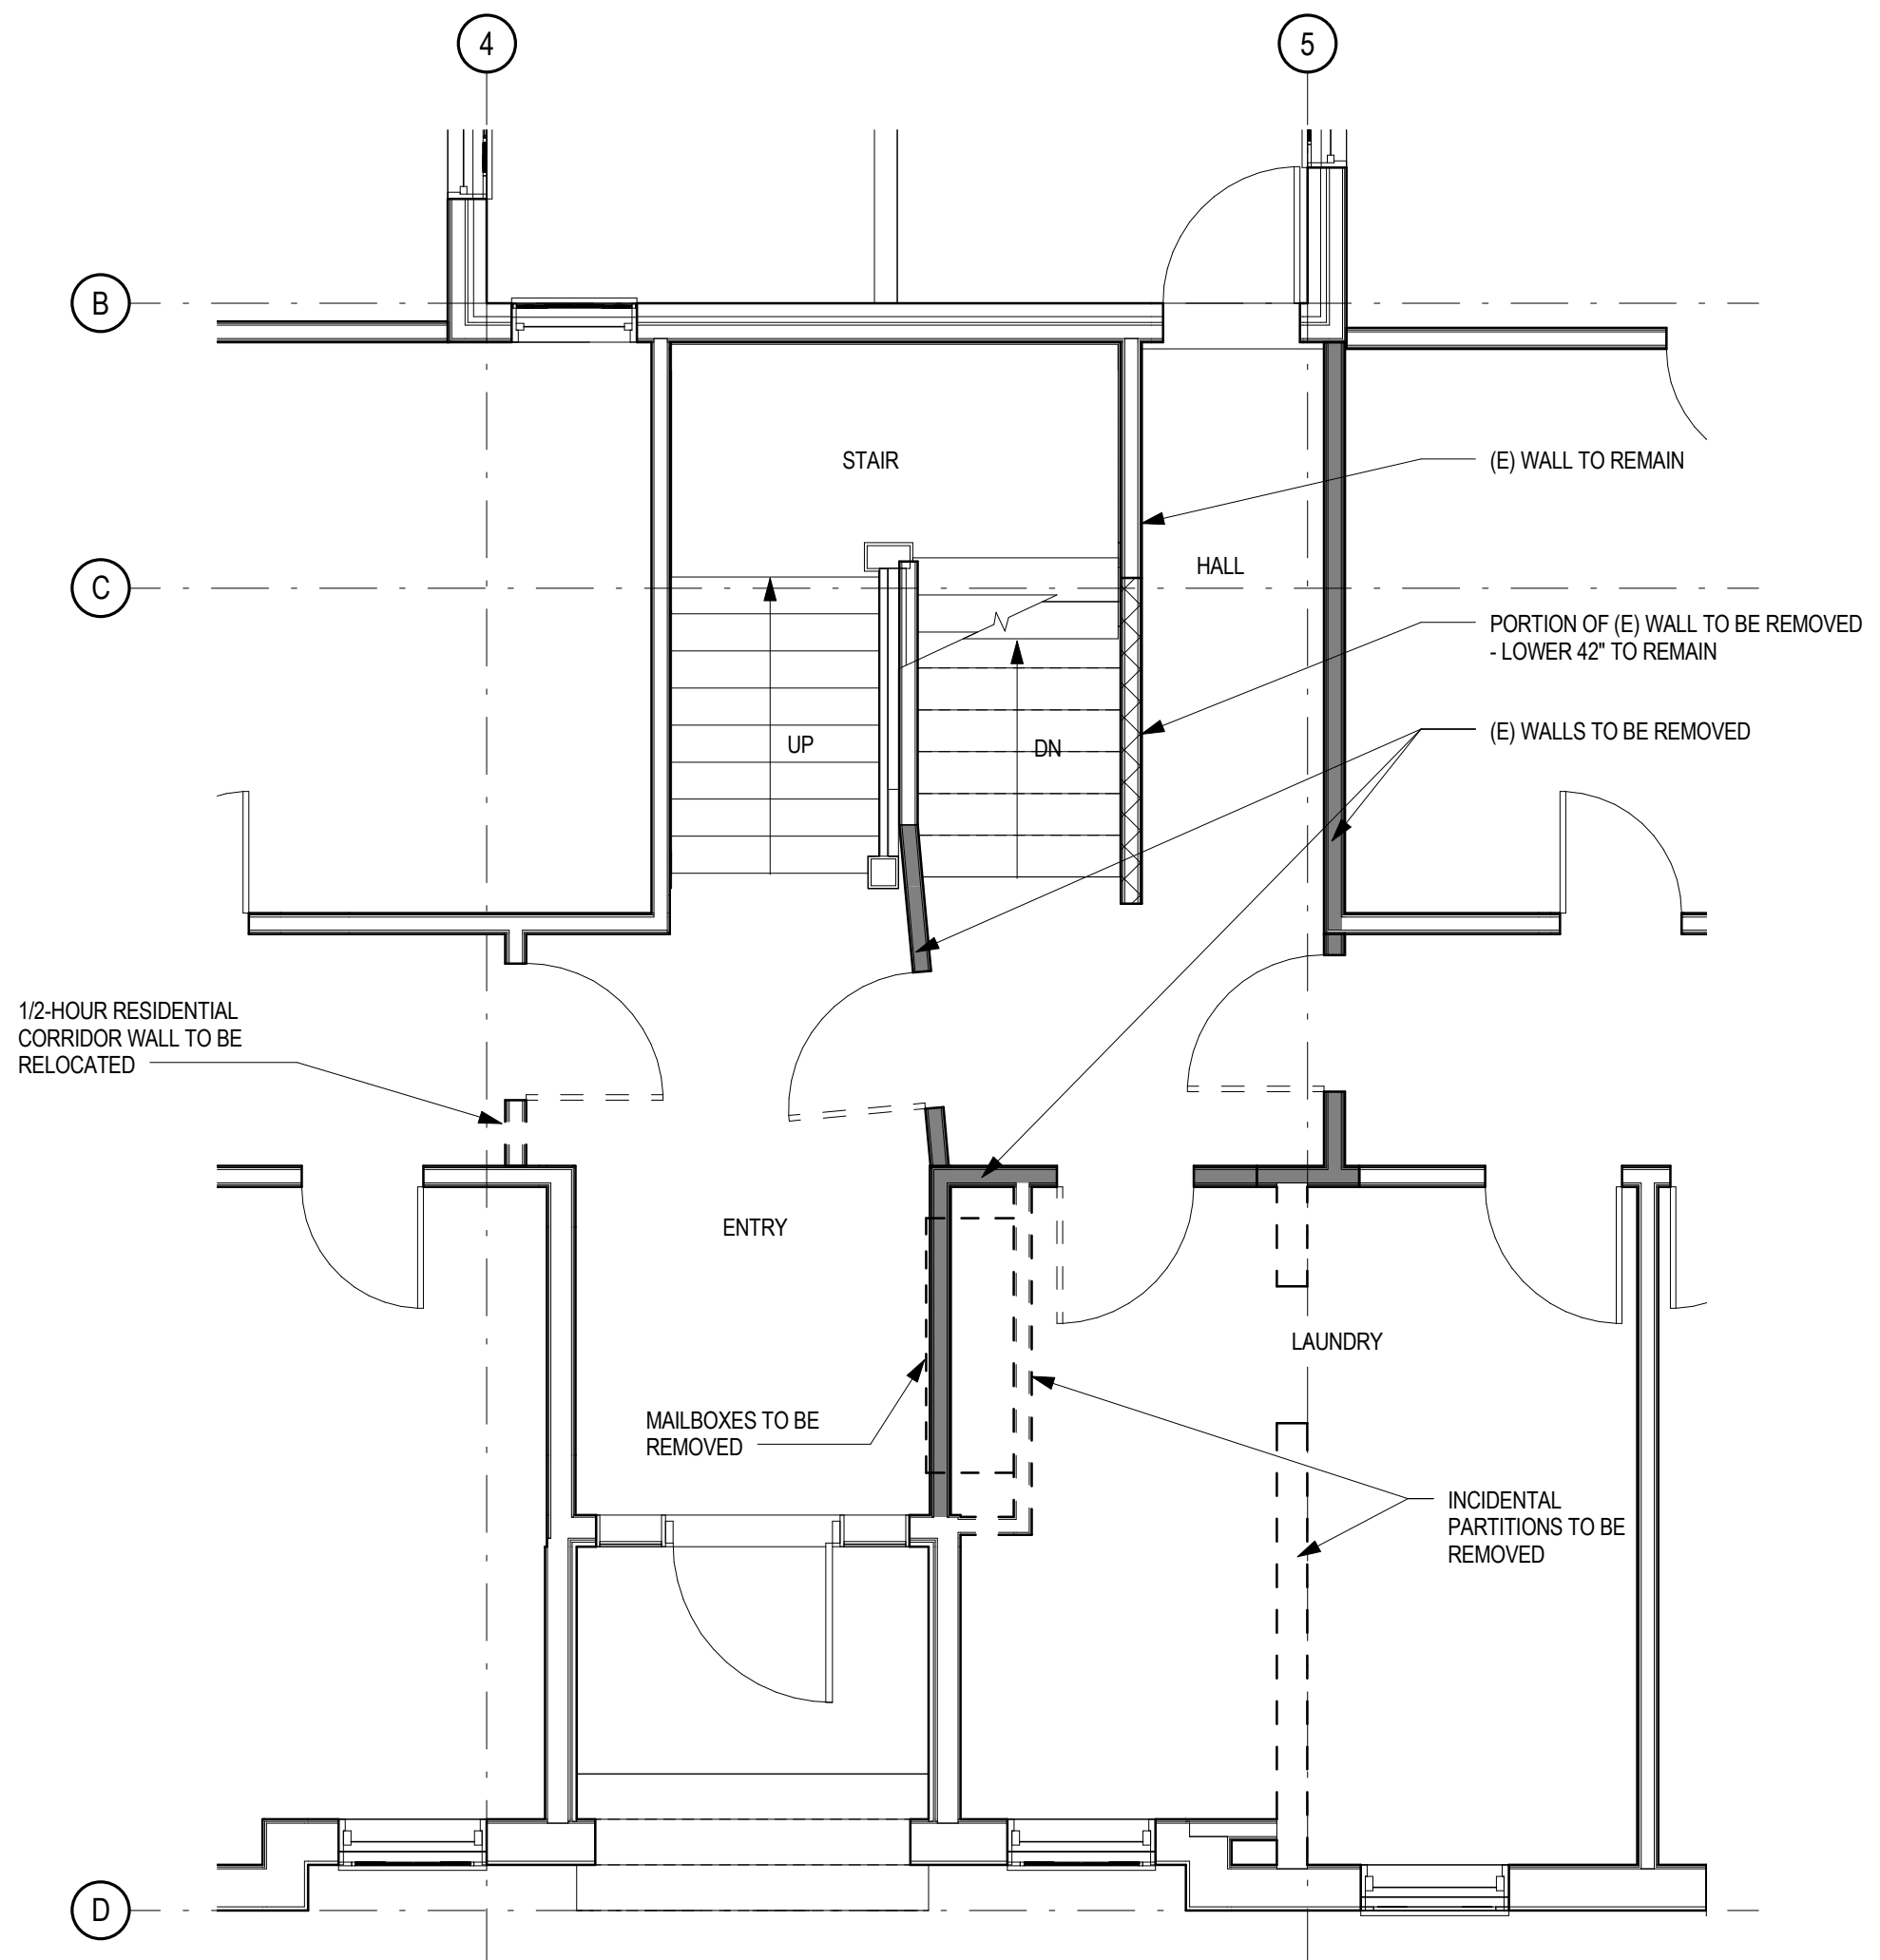 4
5
B
STAIR
(E) WALL TO REMAIN
HALL
C
PORTION OF (E) WALL TO BE REMOVED
- LOWER 42" TO REMAIN
(E) WALLS TO BE REMOVED
UP
DN
1/2-HOUR RESIDENTIAL
CORRIDOR WALL TO BE
RELOCATED
ENTRY
LAUNDRY
MAILBOXES TO BE
REMOVED
INCIDENTAL
PARTITIONS TO BE
REMOVED
D